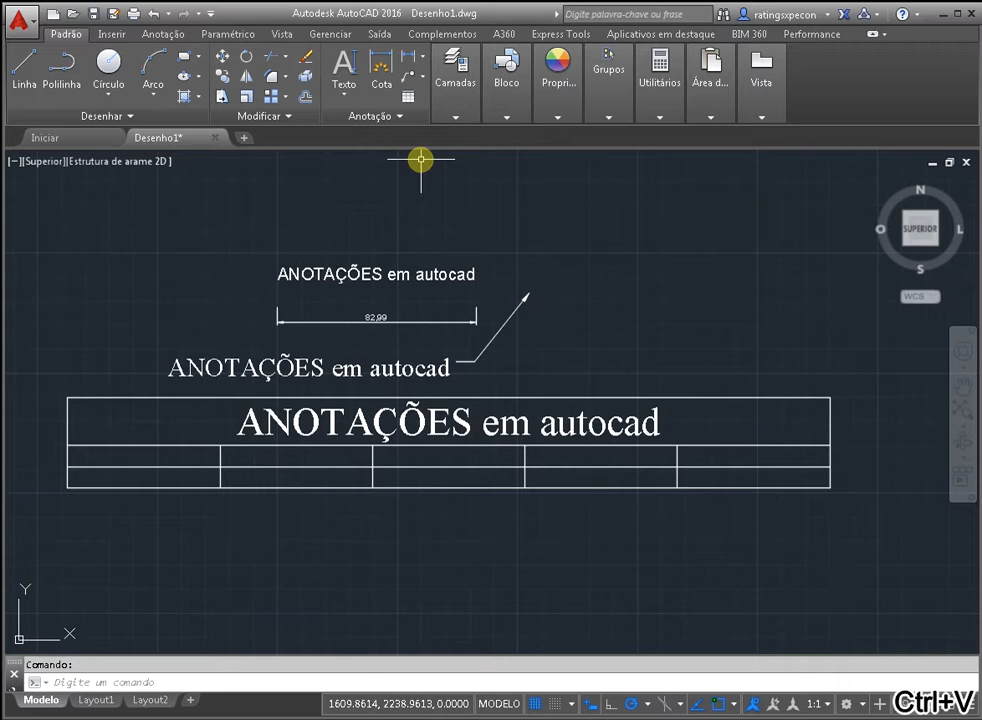 Autodesk AutoCAD 2016 Desenho1.dwg
Digite palavra-chave ou frase
ratingsxpecon
Padrão Inserir Anotação Paramétrico Vista Gerenciar Saída Complementos A360 Express Tools Aplicativos em destaque BIM 360 Performance
Linha Polilinha Círculo Arco
Texto Cota
Camadas Bloco Propri... Grupos Utilitários Área d... Vista
Desenhar Modificar Anotação
Iniciar Desenho1*
[−][Superior][Estrutura de arame 2D]
N
O SUPERIOR L
S
WCS
ANOTAÇÕES em autocad
82,99
ANOTAÇÕES em autocad
ANOTAÇÕES em autocad
Y
X
Comando:
Digite um comando
Modelo Layout1 Layout2 +
1609.8614, 2238.9613, 0.0000 MODELO 1:1
Ctrl+V